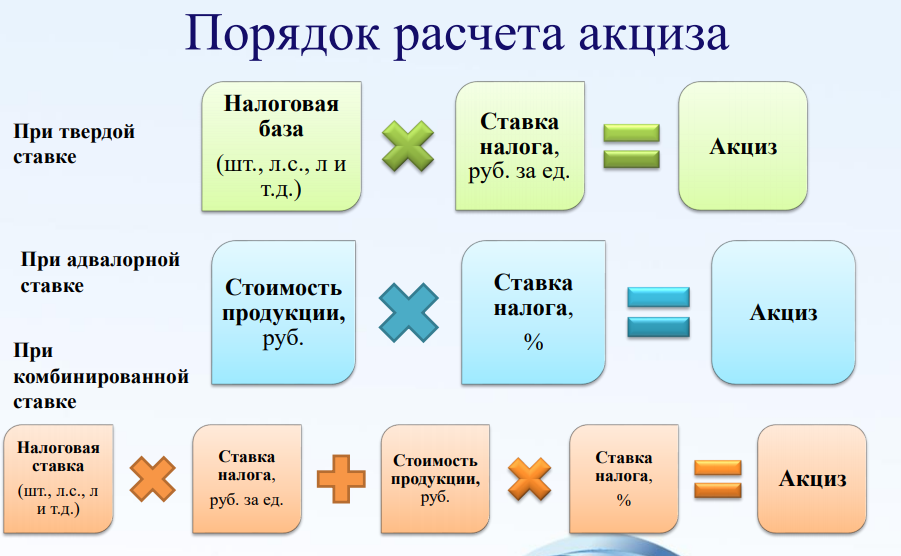 Порядок расчета акциза
При твердой
ставке
Налоговая
база
(шт., л.с., л и
т.д.)
Ставка
налога,
руб. за ед.
Акциз
При адвалорной
ставке
Стоимость
продукции,
руб.
Ставка
налога,
%
Акциз
При
комбинированной
ставке
Налоговая
ставка
(шт., л.с., л
и т.д.)
Ставка
налога,
руб. за ед.
Стоимость
продукции,
руб.
Ставка
налога,
%
Акциз